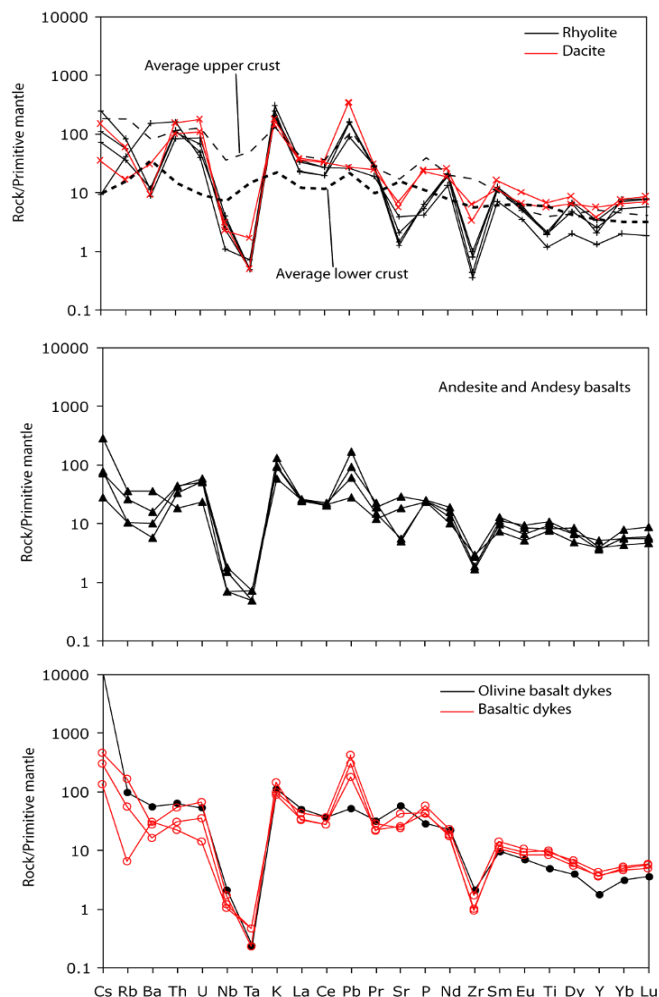 Rock/Primitive mantle
10000
1000
100
10
1
0.1
Rhyolite
Dacite
Average upper crust
Average lower crust
Rock/Primitive mantle
10000
1000
100
10
1
0.1
Andesite and Andesy basalts
Rock/Primitive mantle
10000
1000
100
10
1
0.1
Olivine basalt dykes
Basaltic dykes
Cs Rb Ba Th U Nb Ta K La Ce Pb Pr Sr P Nd Zr Sm Eu Ti Dy Y Yb Lu